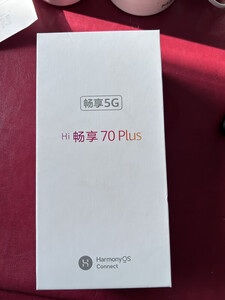 畅享5G
Hi 畅享 70 Plus
HarmonyOS
Connect